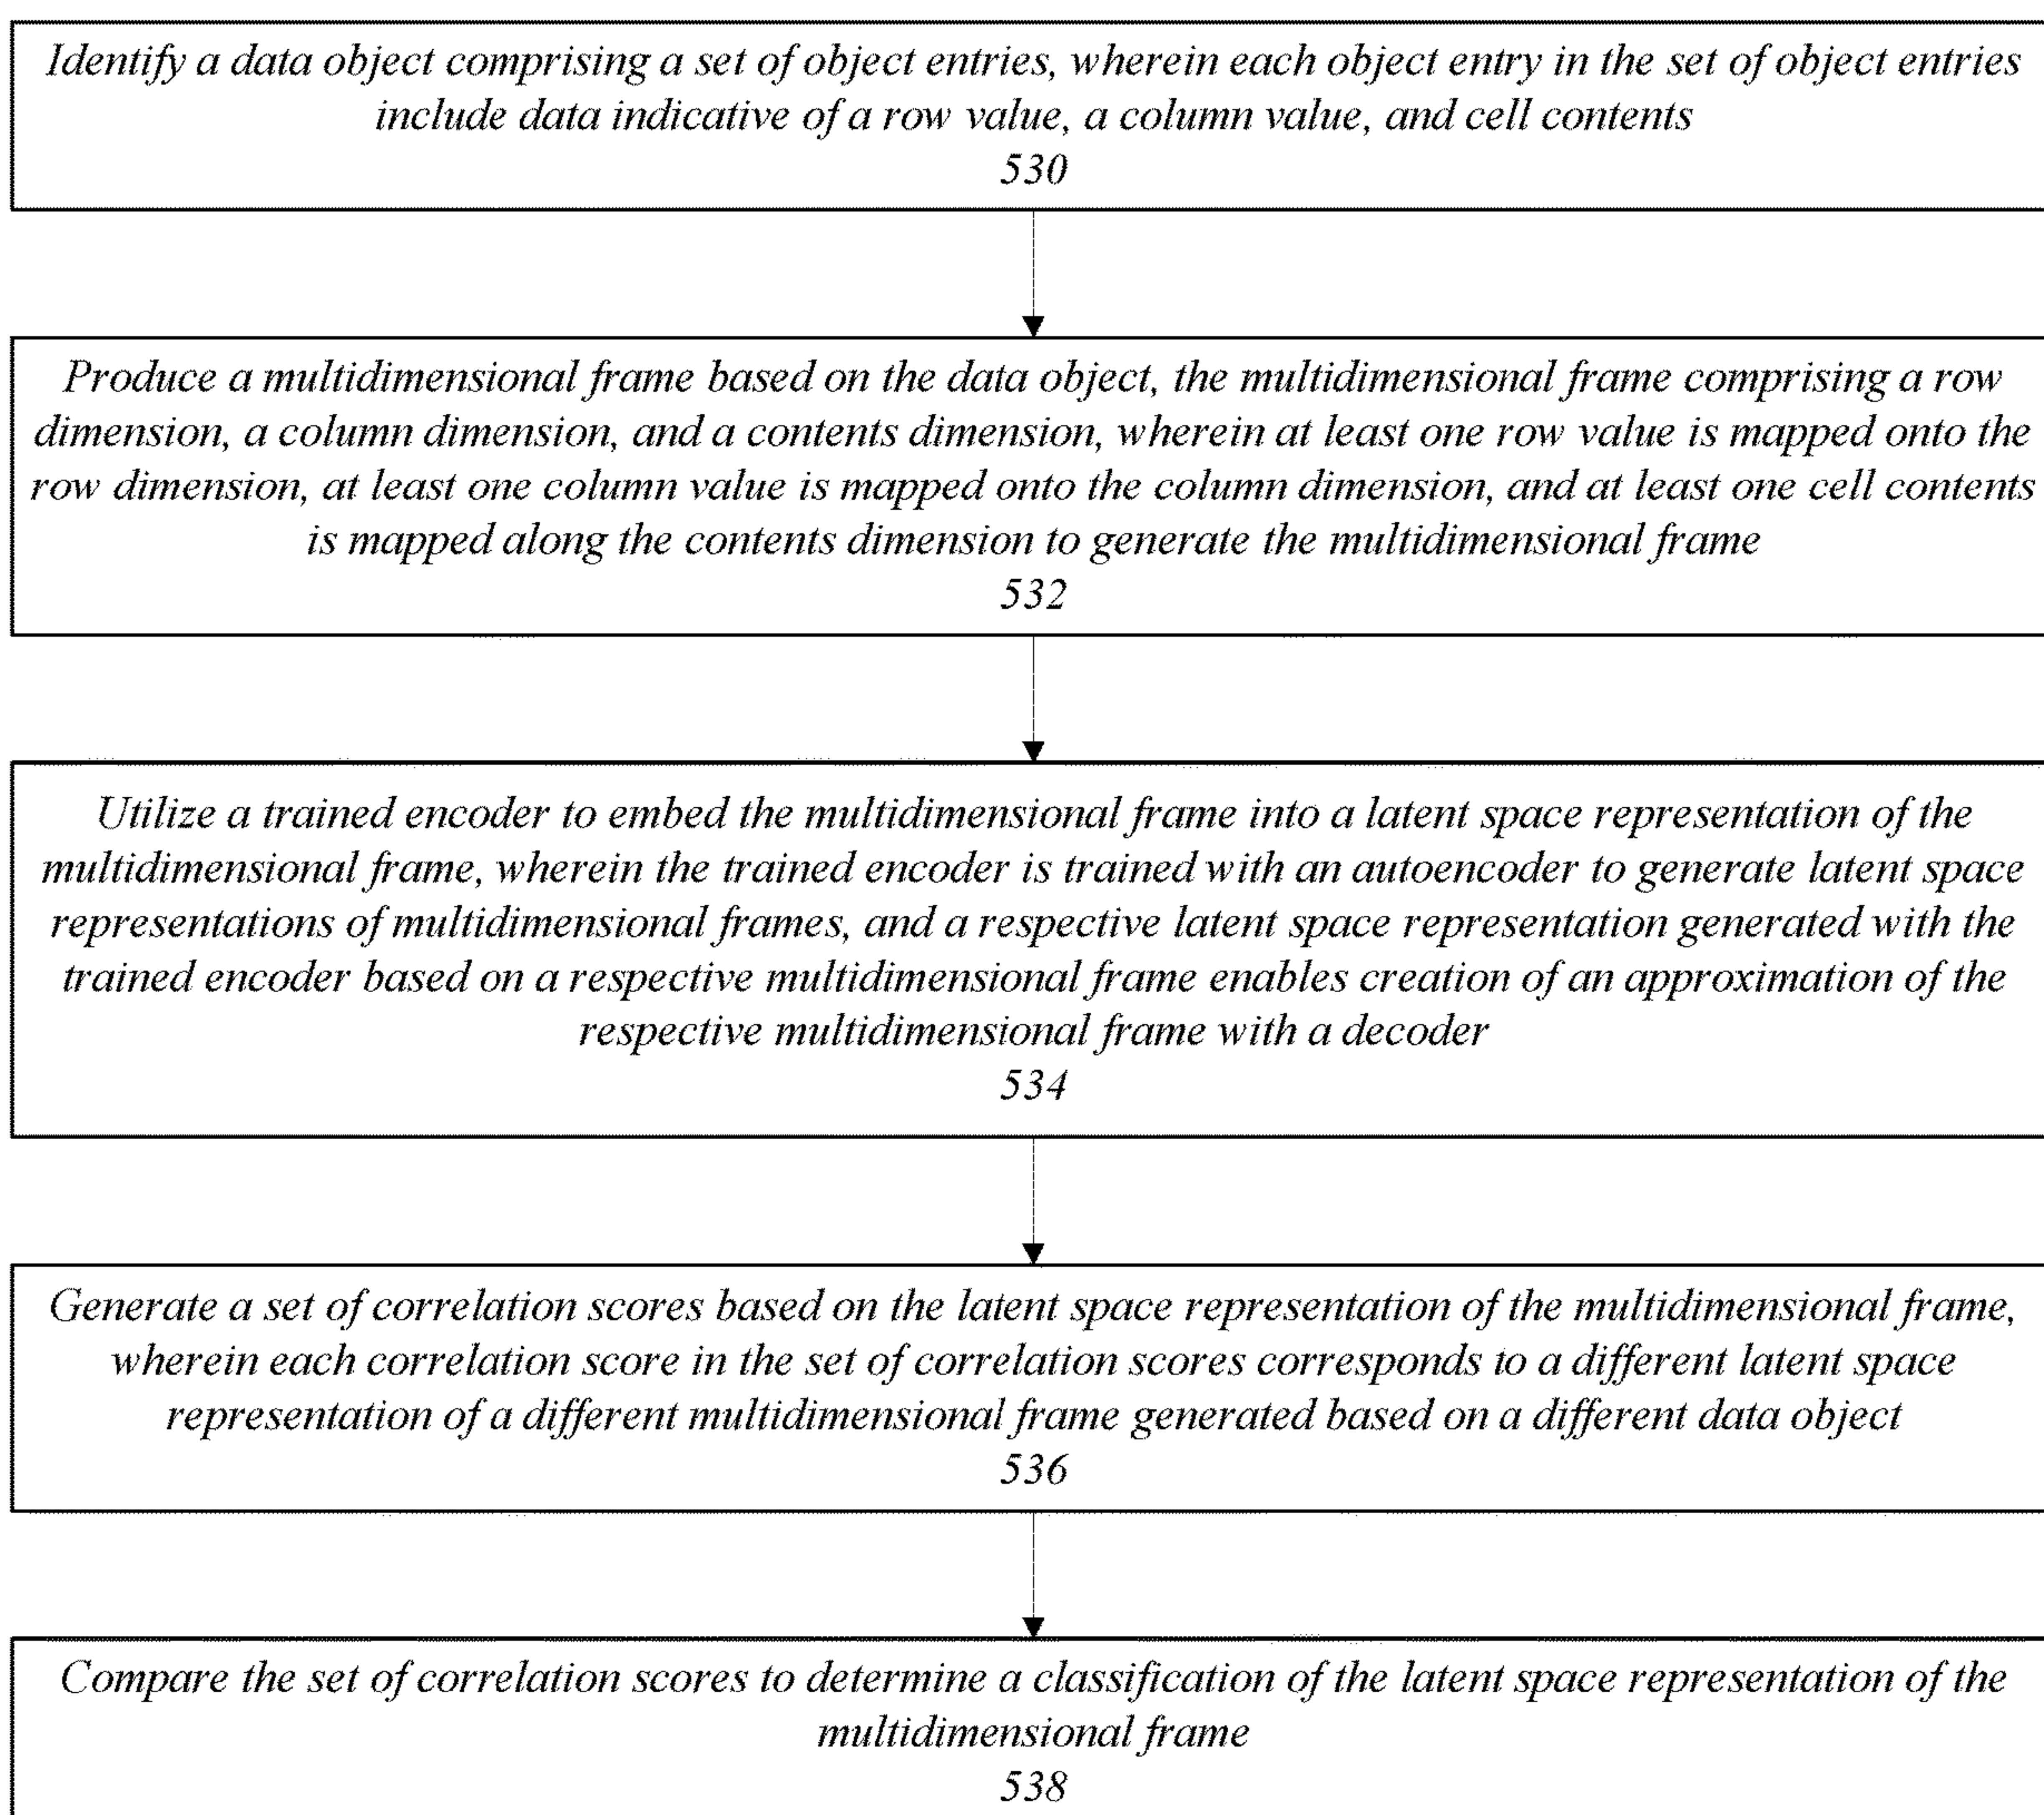 Identify a data object comprising a set of object entries, wherein each object entry in the set of object entries
include data indicative of a row value, a column value, and cell contents
530
Produce a multidimensional frame based on the data object, the multidimensional frame comprising a row
dimension, a column dimension, and a contents dimension, wherein at least one row value is mapped onto the
row dimension, at least one column value is mapped onto the column dimension, and at least one cell contents
is mapped along the contents dimension to generate the multidimensional frame
532
Utilize a trained encoder to embed the multidimensional frame into a latent space representation of the
multidimensional frame, wherein the trained encoder is trained with an autoencoder to generate latent space
representations of multidimensional frames, and a respective latent space representation generated with the
trained encoder based on a respective multidimensional frame enables creation of an approximation of the
respective multidimensional frame with a decoder
534
Generate a set of correlation scores based on the latent space representation of the multidimensional frame,
wherein each correlation score in the set of correlation scores corresponds to a different latent space
representation of a different multidimensional frame generated based on a different data object
536
Compare the set of correlation scores to determine a classification of the latent space representation of the
multidimensional frame
538